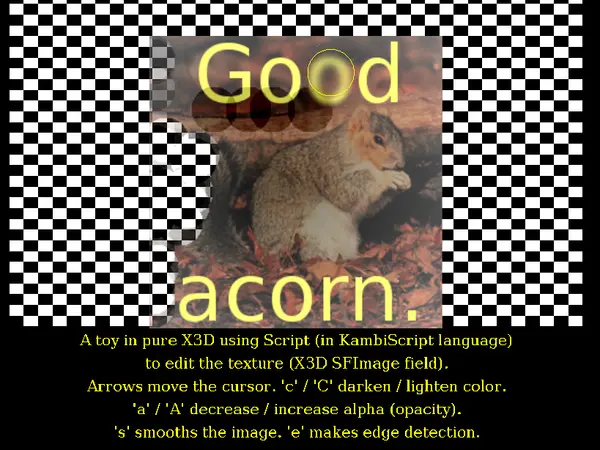 Good
acorn.
A toy in pure X3D using Script (in KambiScript language)
to edit the texture (X3D SFImage field).
Arrows move the cursor. 'c' / 'C' darken / lighten color.
'a' / 'A' decrease / increase alpha (opacity).
's' smooths the image. 'e' makes edge detection.